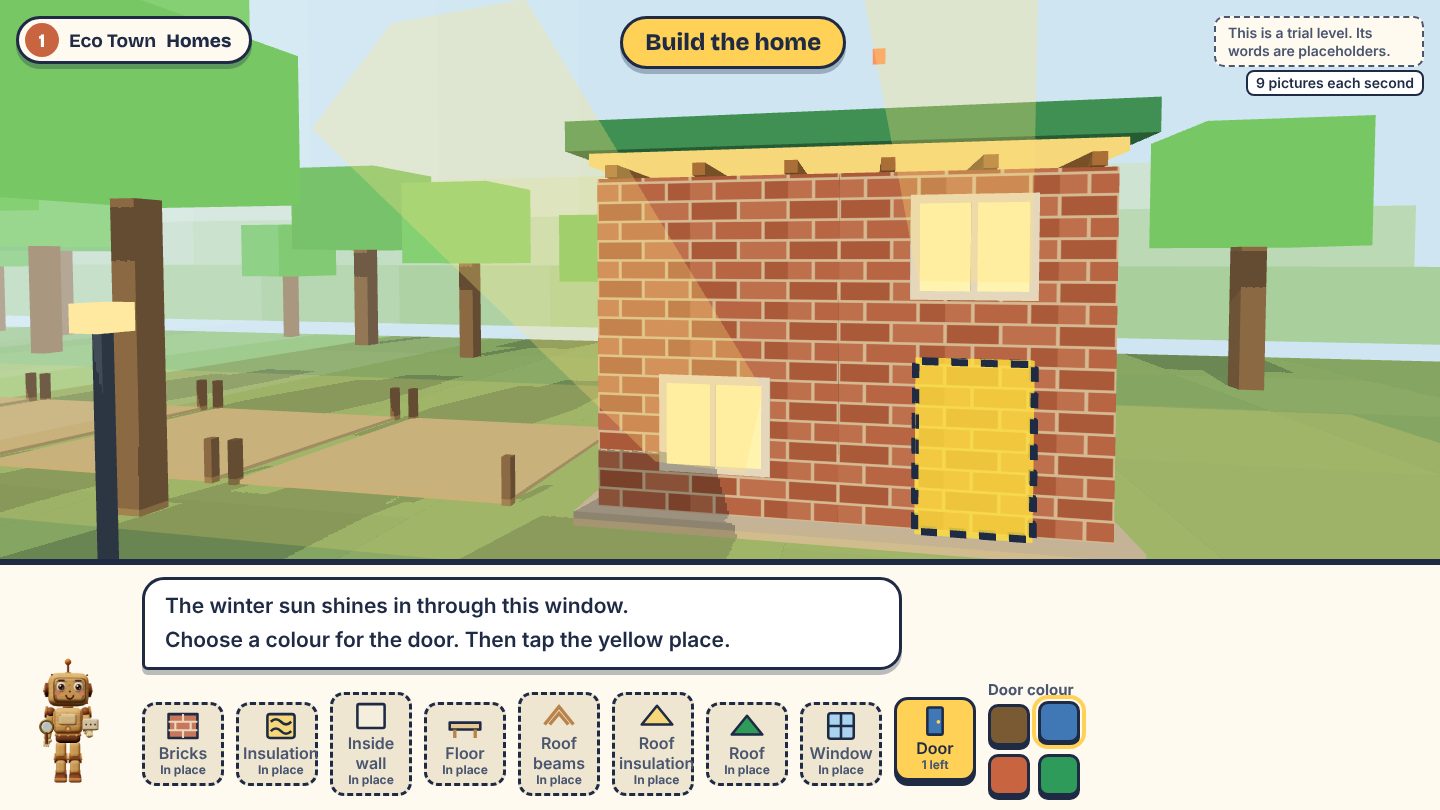 1 Eco Town Homes
Build the home
This is a trial level. Its
words are placeholders.
9 pictures each second
The winter sun shines in through this window.
Choose a colour for the door. Then tap the yellow place.
Door colour
Bricks
In place
Insulation
In place
Inside
wall
In place
Floor
In place
Roof
beams
In place
Roof
insulation
In place
Roof
In place
Window
In place
Door
1 left